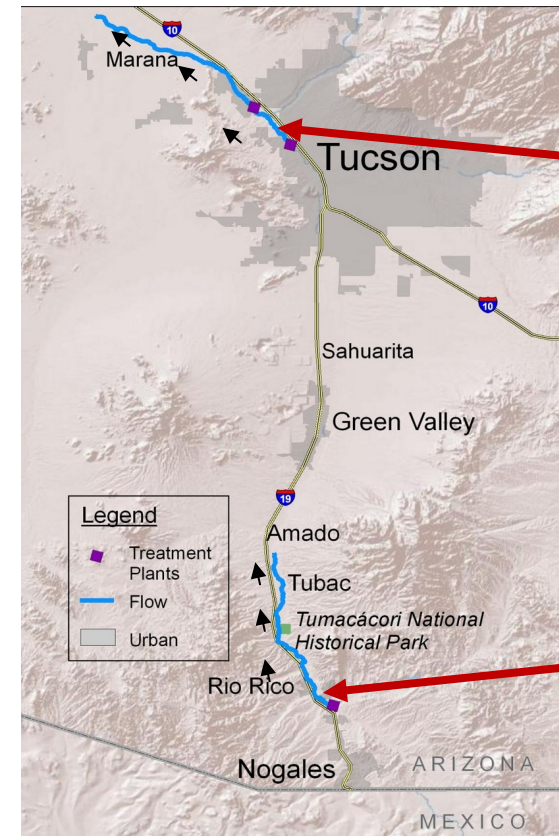 10
Marana
Tucson
10
Sahuarita
Green Valley
19
Amado
Legend
Treatment
Plants
Flow
Urban
Tubac
Tumacácori National
Historical Park
Rio Rico
Nogales
ARIZONA
MEXICO